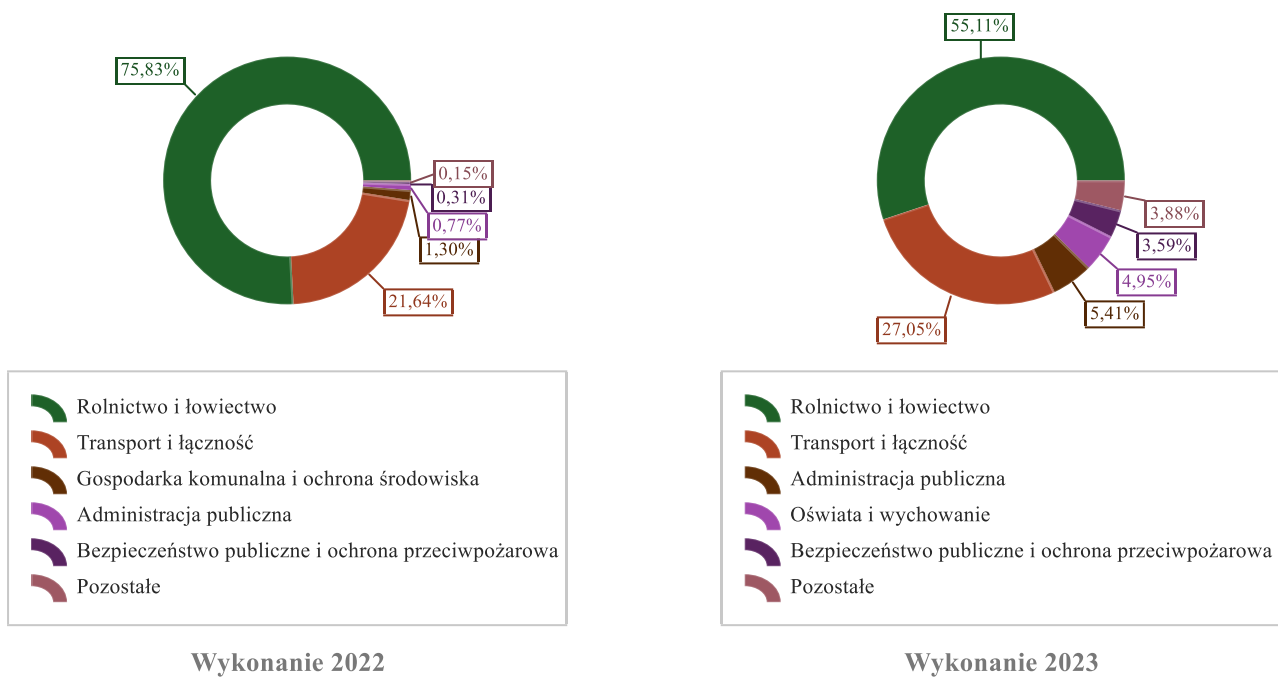 75,83%
0,15%
0,31%
0,77%
1,30%
21,64%
Rolnictwo i łowiectwo
Transport i łączność
Gospodarka komunalna i ochrona środowiska
Administracja publiczna
Bezpieczeństwo publiczne i ochrona przeciwpożarowa
Pozostałe
Wykonanie 2022
55,11%
3,88%
3,59%
4,95%
5,41%
27,05%
Rolnictwo i łowiectwo
Transport i łączność
Administracja publiczna
Oświata i wychowanie
Bezpieczeństwo publiczne i ochrona przeciwpożarowa
Pozostałe
Wykonanie 2023